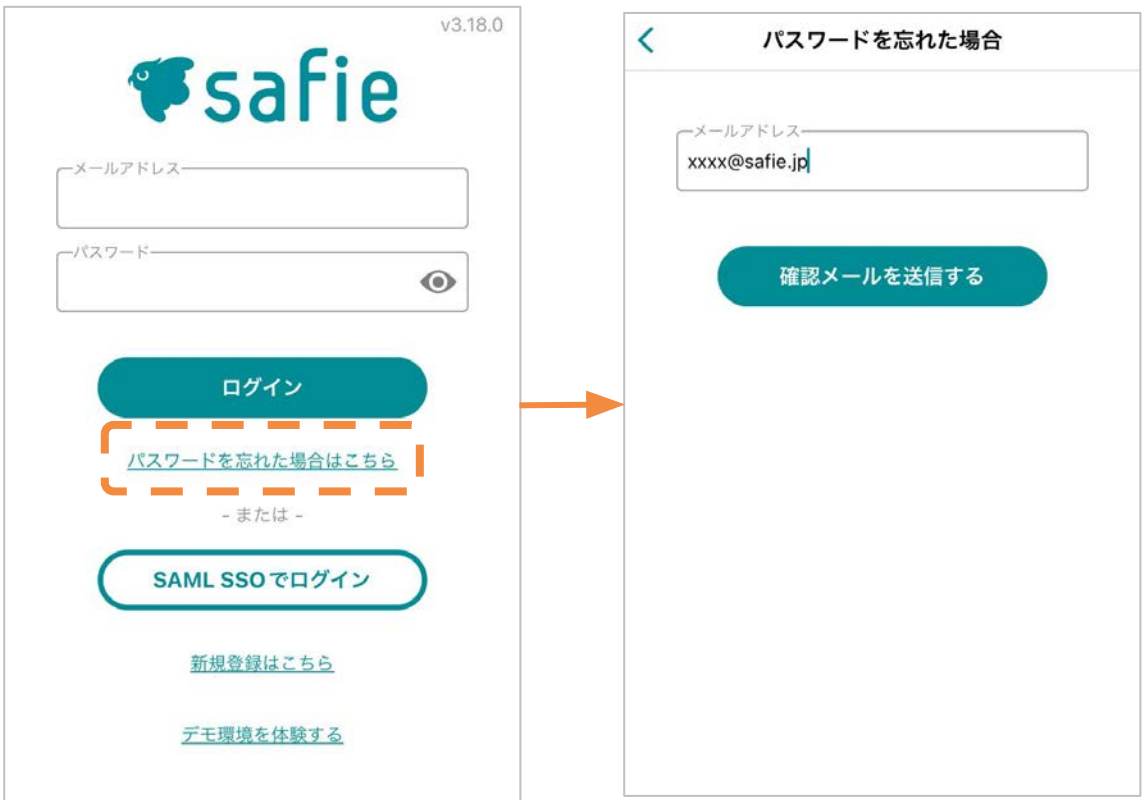 v3.18.0
safie
メールアドレス
パスワード
ログイン
パスワードを忘れた場合はこちら
- または -
SAML SSOでログイン
新規登録はこちら
デモ環境を体験する
パスワードを忘れた場合
メールアドレス
xxxx@safie.jp
確認メールを送信する